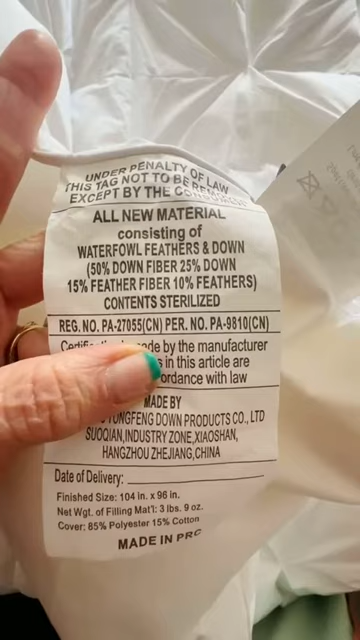 UNDER PENALTY OF LAW
THIS TAG NOT TO BE REMOVED
EXCEPT BY THE CONSUMER
ALL NEW MATERIAL
consisting of
WATERFOWL FEATHERS & DOWN
(50% DOWN FIBER 25% DOWN
15% FEATHER FIBER 10% FEATHERS)
CONTENTS STERILIZED
REG. NO. PA-27055(CN) PER. NO. PA-9810(CN)
by the manufacturer
in this article are
with law
MADE BY
DOWN PRODUCTS CO., LTD
SUOQIAN,INDUSTRY ZONE,XIAOSHAN,
HANGZHOU ZHEJIANG,CHINA
Date of Delivery:
Finished Size: 104 in. x 96 in.
Net Wgt. of Filling Mat'l: 3 lbs. 9 oz.
Cover: 85% Polyester 15% Cotton
MADE IN PRC